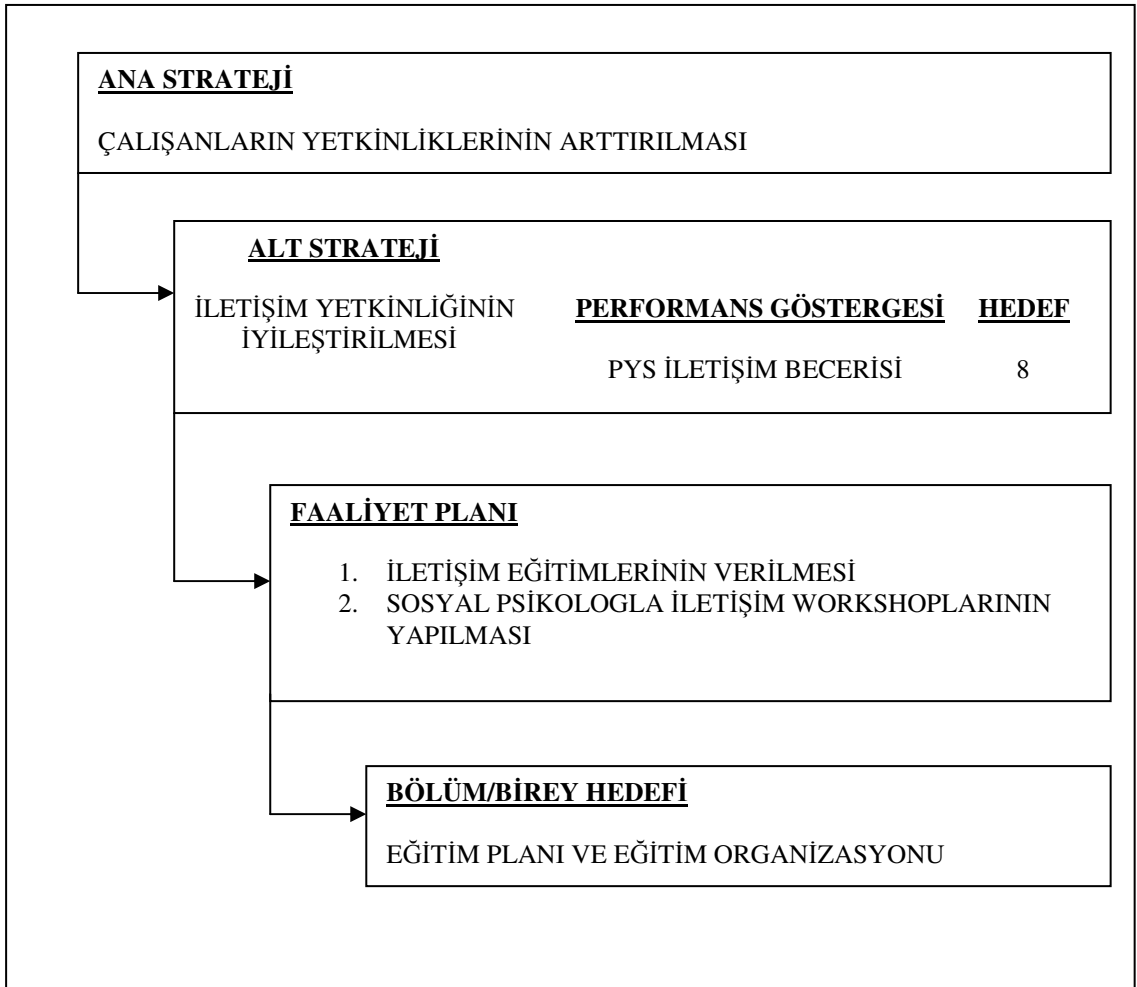 ANA STRATEJİ
ÇALIŞANLARIN YETKİNLİKLERİNİN ARTTIRILMASI
ALT STRATEJİ
İLETİŞİM YETKİNLİĞİNİN
İYİLEŞTİRİLMESİ
PERFORMANS GÖSTERGESİ HEDEF
PYS İLETİŞİM BECERİSİ 8
FAALİYET PLANI
1. İLETİŞİM EĞİTİMLERİNİN VERİLMESİ
2. SOSYAL PSİKOLOGLA İLETİŞİM WORKSHOPLARININ
YAPILMASI
BÖLÜM/BİREY HEDEFİ
EĞİTİM PLANI VE EĞİTİM ORGANİZASYONU